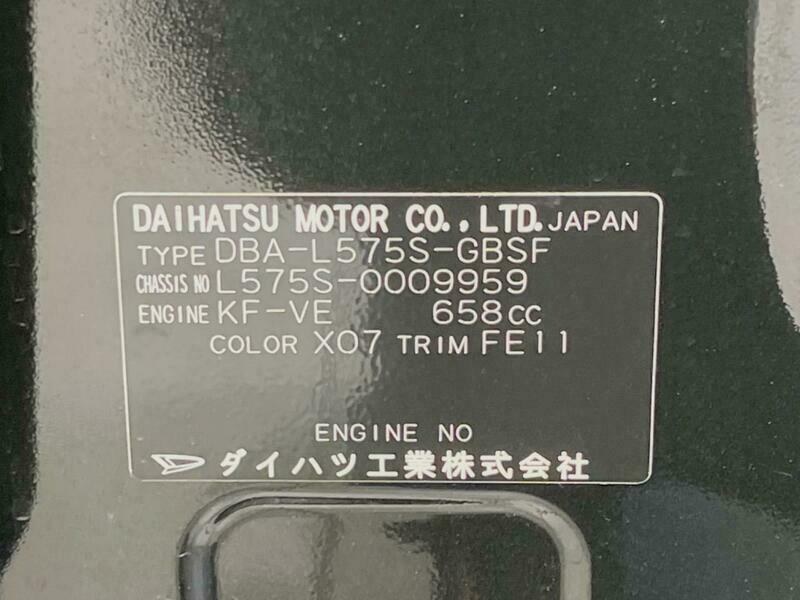 DAIHATSU MOTOR CO., LTD. JAPAN
TYPE DBA-L575S-GBSF
CHASSIS NO L575S-0009959
ENGINE KF-VE 658CC
COLOR X07 TRIM FE11
ENGINE NO
ダイハツ工業株式会社